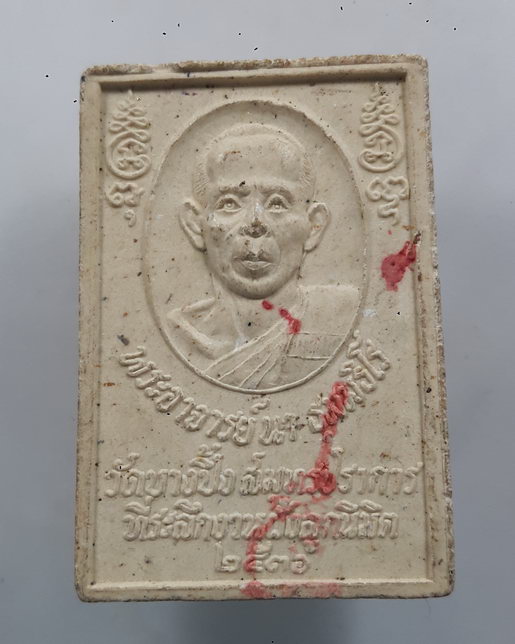 พระอาจารย์นะ
วัดบางปิ้ง สมุทรปราการ
ที่ระลึกงานฝังลูกนิมิต
๒๕๓๖